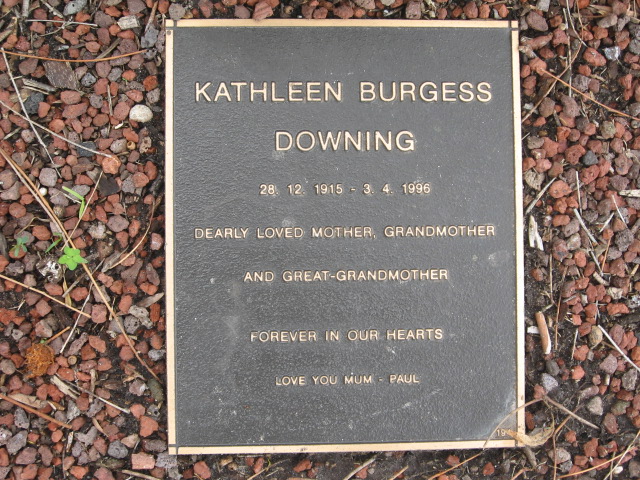 KATHLEEN BURGESS
DOWNING
28. 12. 1915 - 3. 4. 1996
DEARLY LOVED MOTHER, GRANDMOTHER
AND GREAT-GRANDMOTHER
FOREVER IN OUR HEARTS
LOVE YOU MUM - PAUL